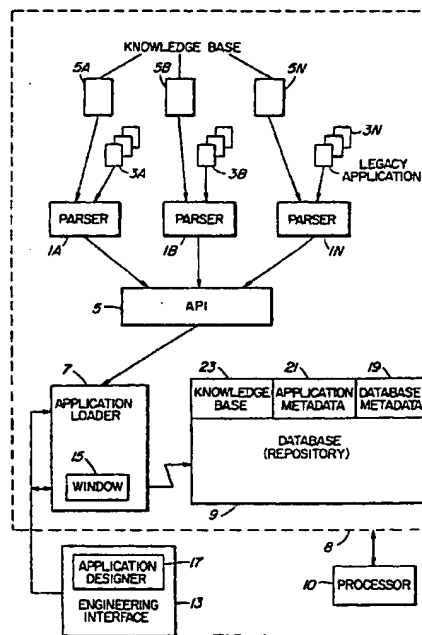 KNOWLEDGE BASE
5A
5B
5N
3A
3B
3N
LEGACY
APPLICATION
PARSER
PARSER
PARSER
1A
1B
1N
API
5
7
APPLICATION
LOADER
15
WINDOW
23
21
19
KNOWLEDGE
BASE
APPLICATION
METADATA
DATABASE
METADATA
DATABASE
(REPOSITORY)
9
8
APPLICATION
DESIGNER
17
ENGINEERING
INTERFACE
13
10
PROCESSOR